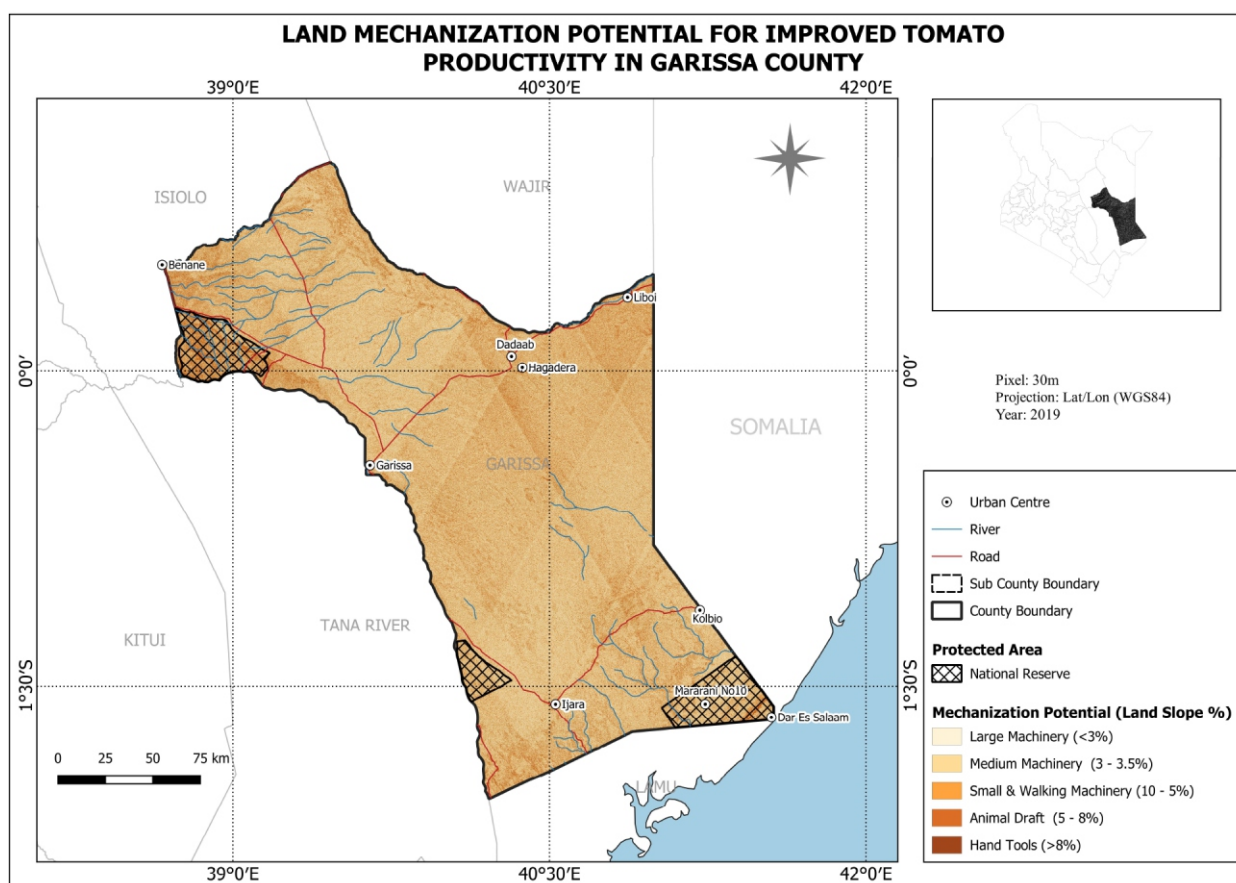 LAND MECHANIZATION POTENTIAL FOR IMPROVED TOMATO
PRODUCTIVITY IN GARISSA COUNTY
39°0'E
40°30'E
42°0'E
ISIOLO
WAJIR
Benane
Liboi
Dadaab
Hagadera
0°0'
0°0'
SOMALIA
Garissa
GARISSA
TANA RIVER
KITUI
Kolbio
1°30'S
1°30'S
Mararani No10
Ijara
Dar Es Salaam
LAMU
0 25 50 75 km
39°0'E
40°30'E
42°0'E
Pixel: 30m
Projection: Lat/Lon (WGS84)
Year: 2019
Urban Centre
River
Road
Sub County Boundary
County Boundary
Protected Area
National Reserve
Mechanization Potential (Land Slope %)
Large Machinery (<3%)
Medium Machinery (3 - 3.5%)
Small & Walking Machinery (10 - 5%)
Animal Draft (5 - 8%)
Hand Tools (>8%)